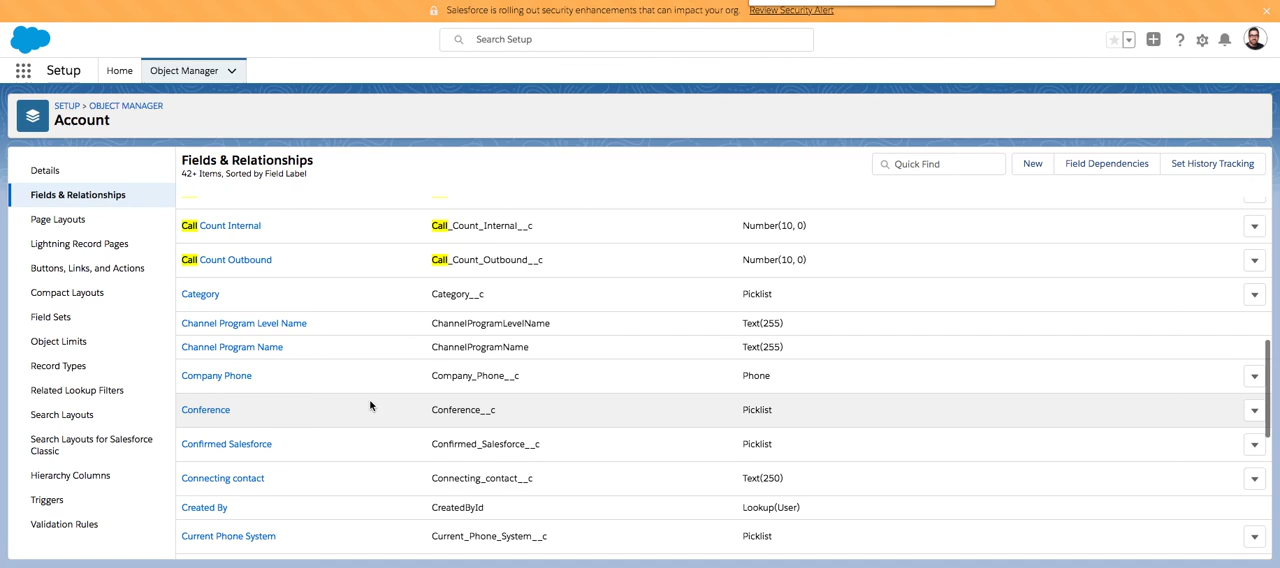 Salesforce is rolling out security enhancements that can impact your org. Review Security Alert
Search Setup
Setup
Home
Object Manager
SETUP > OBJECT MANAGER
Account
Details
Fields & Relationships
Page Layouts
Lightning Record Pages
Buttons, Links, and Actions
Compact Layouts
Field Sets
Object Limits
Record Types
Related Lookup Filters
Search Layouts
Search Layouts for Salesforce
Classic
Hierarchy Columns
Triggers
Validation Rules
Fields & Relationships
42+ Items, Sorted by Field Label
Quick Find
New
Field Dependencies
Set History Tracking
Call Count Internal Call_Count_Internal__c Number(10, 0)
Call Count Outbound Call_Count_Outbound__c Number(10, 0)
Category Category__c Picklist
Channel Program Level Name ChannelProgramLevelName Text(255)
Channel Program Name ChannelProgramName Text(255)
Company Phone Company_Phone__c Phone
Conference Conference__c Picklist
Confirmed Salesforce Confirmed_Salesforce__c Picklist
Connecting contact Connecting_contact__c Text(250)
Created By CreatedById Lookup(User)
Current Phone System Current_Phone_System__c Picklist